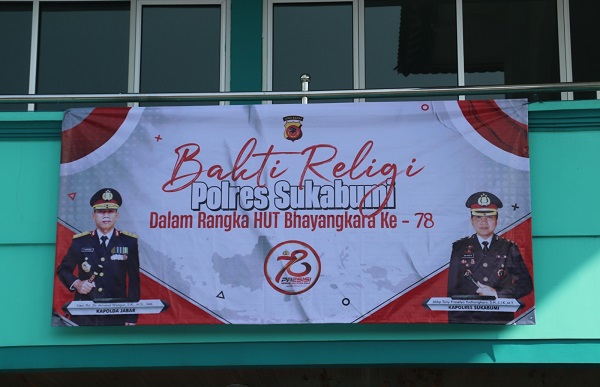 Bakti Religi
Polres Sukabumi
Dalam Rangka HUT Bhayangkara Ke - 78
78
KAPOLDA JABAR
KAPOLRES SUKABUMI